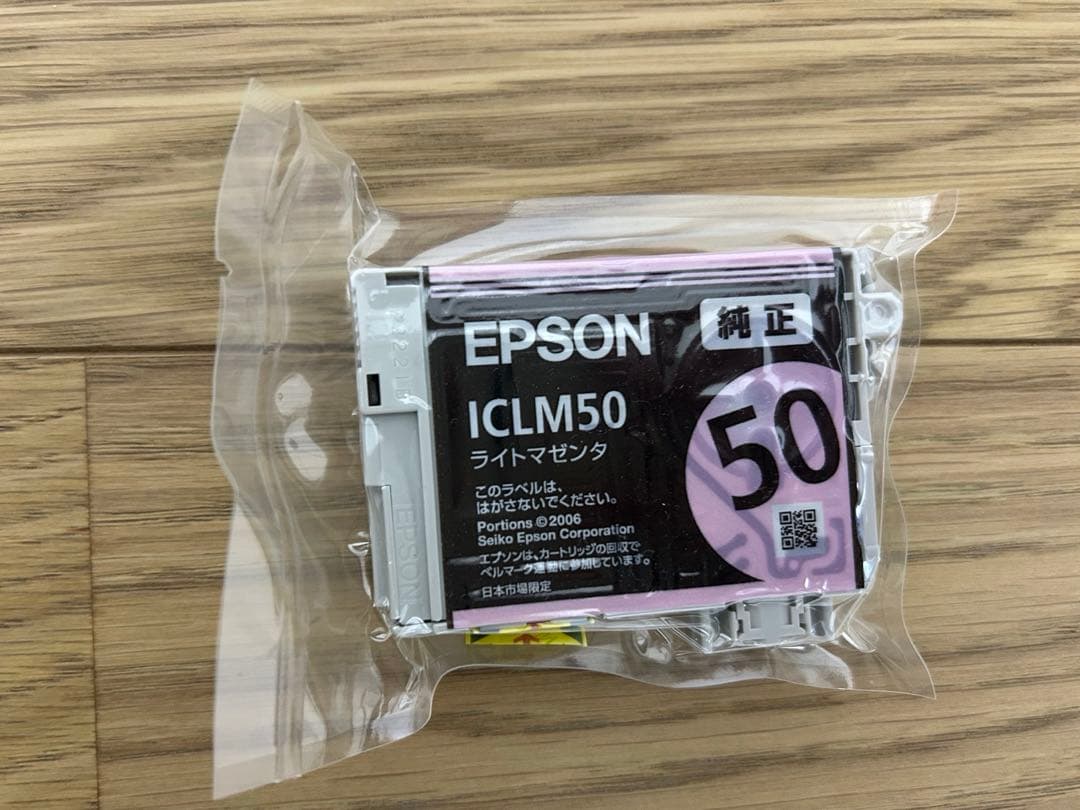 EPSON
純正
ICLM50
ライトマゼンタ
50
このラベルは、
はがさないでください。
Portions ©2006
Seiko Epson Corporation
エプソンは、カートリッジの回収で
ベルマーク運動に参加しています。
日本市場限定
EPSON